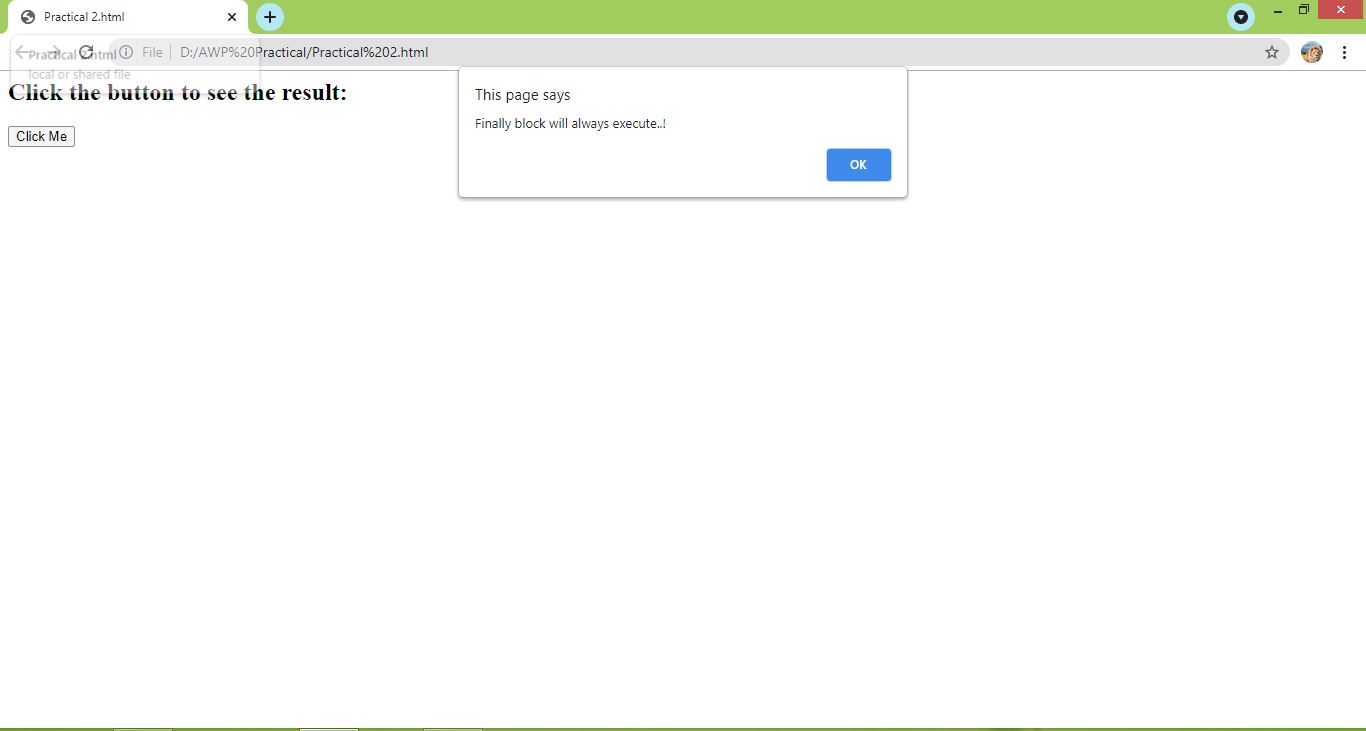 Practical 2.html
File
D:/AWP%20Practical/Practical%202.html
Practical 2.html
local or shared file
Click the button to see the result:
Click Me
This page says
Finally block will always execute..!
OK